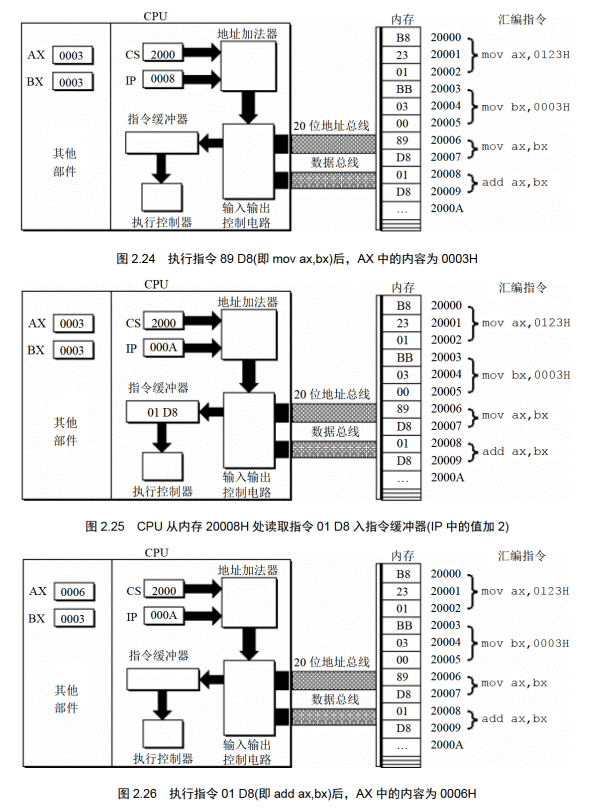 CPU
内存 汇编指令
地址加法器
AX 0003 CS 2000
BX 0003 IP 0008
B8 20000
23 20001 mov ax,0123H
01 20002
BB 20003
03 20004 mov bx,0003H
00 20005
89 20006 mov ax,bx
D8 20007
01 20008 add ax,bx
D8 20009
… 2000A
指令缓冲器
20 位地址总线
数据总线
其他
部件
执行控制器
输入输出
控制电路
图 2.24 执行指令 89 D8(即 mov ax,bx)后，AX 中的内容为 0003H
CPU
内存 汇编指令
地址加法器
AX 0003 CS 2000
BX 0003 IP 000A
B8 20000
23 20001 mov ax,0123H
01 20002
BB 20003
03 20004 mov bx,0003H
00 20005
89 20006 mov ax,bx
D8 20007
01 20008 add ax,bx
D8 20009
… 2000A
指令缓冲器
01 D8
20 位地址总线
数据总线
其他
部件
执行控制器
输入输出
控制电路
图 2.25 CPU 从内存 20008H 处读取指令 01 D8 入指令缓冲器(IP 中的值加 2)
CPU
内存 汇编指令
地址加法器
AX 0006 CS 2000
BX 0003 IP 000A
B8 20000
23 20001 mov ax,0123H
01 20002
BB 20003
03 20004 mov bx,0003H
00 20005
89 20006 mov ax,bx
D8 20007
01 20008 add ax,bx
D8 20009
… 2000A
指令缓冲器
20 位地址总线
数据总线
其他
部件
执行控制器
输入输出
控制电路
图 2.26 执行指令 01 D8(即 add ax,bx)后，AX 中的内容为 0006H